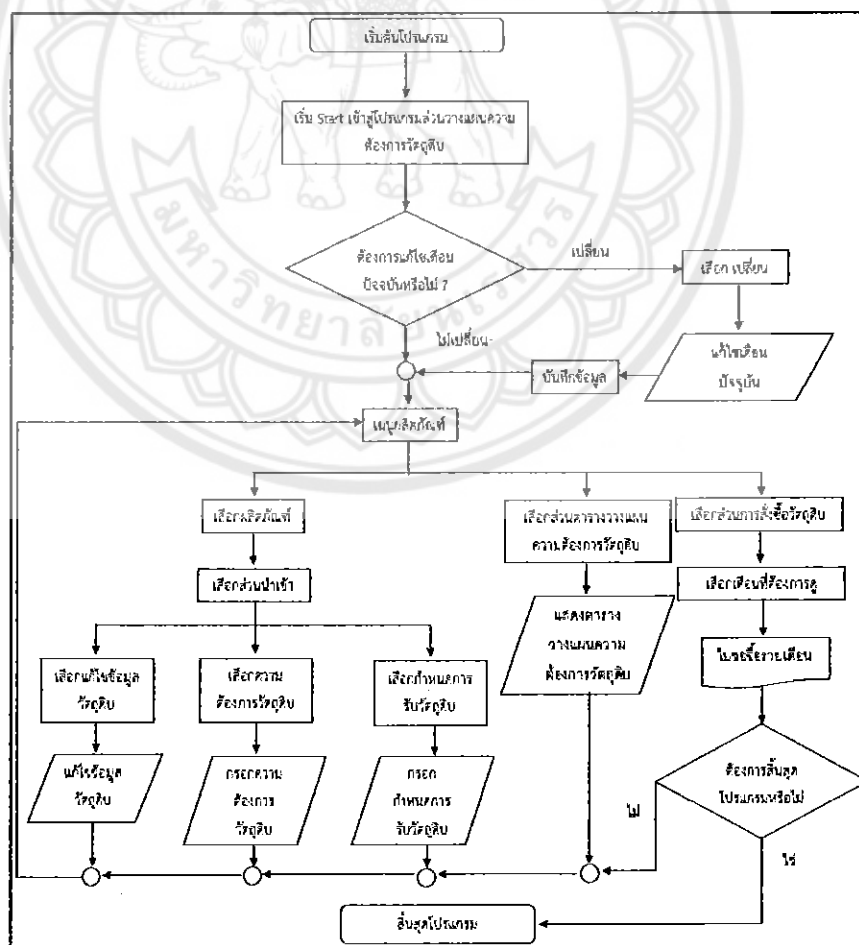 เริ่มต้นโปรแกรม
เริ่ม Start เข้าสู่โปรแกรมส่วนวางแผนความ
ต้องการวัตถุดิบ
ต้องการแก้ไขเดือน
ปัจจุบันหรือไม่ ?
เปลี่ยน
เลือก เปลี่ยน
ไม่เปลี่ยน
แก้ไขเดือน
ปัจจุบัน
บันทึกข้อมูล
เมนูผลิตภัณฑ์
เลือกผลิตภัณฑ์
เลือกส่วนตารางวางแผน
ความต้องการวัตถุดิบ
เลือกส่วนการสั่งซื้อวัตถุดิบ
เลือกส่วนนำเข้า
เลือกเดือนที่ต้องการดู
แสดงตาราง
วางแผนความ
ต้องการวัตถุดิบ
ใบขอซื้อรายเดือน
เลือกแก้ไขข้อมูล
วัตถุดิบ
เลือกความ
ต้องการวัตถุดิบ
เลือกกำหนดการ
รับวัตถุดิบ
แก้ไขข้อมูล
วัตถุดิบ
กรอกความ
ต้องการ
วัตถุดิบ
กรอก
กำหนดการ
รับวัตถุดิบ
ต้องการสิ้นสุด
โปรแกรมหรือไม่
ไม่
ใช่
สิ้นสุดโปรแกรม
มหาวิทยาลัยนเรศวร